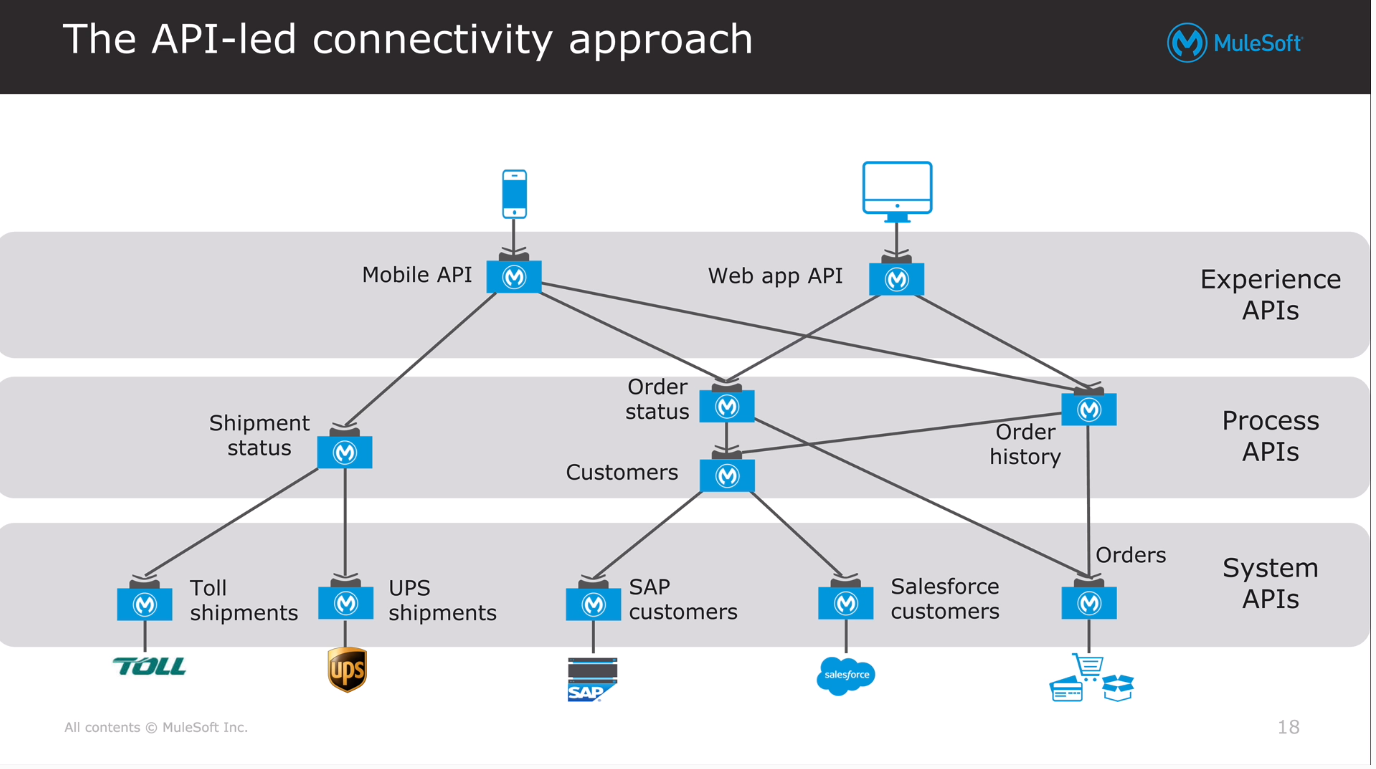 The API-led connectivity approach
MuleSoft
Mobile API
Web app API
Experience
APIs
Shipment
status
Order
status
Customers
Order
history
Process
APIs
Toll
shipments
UPS
shipments
SAP
customers
Salesforce
customers
Orders
System
APIs
TOLL
ups
SAP
salesforce
All contents © MuleSoft Inc.
18